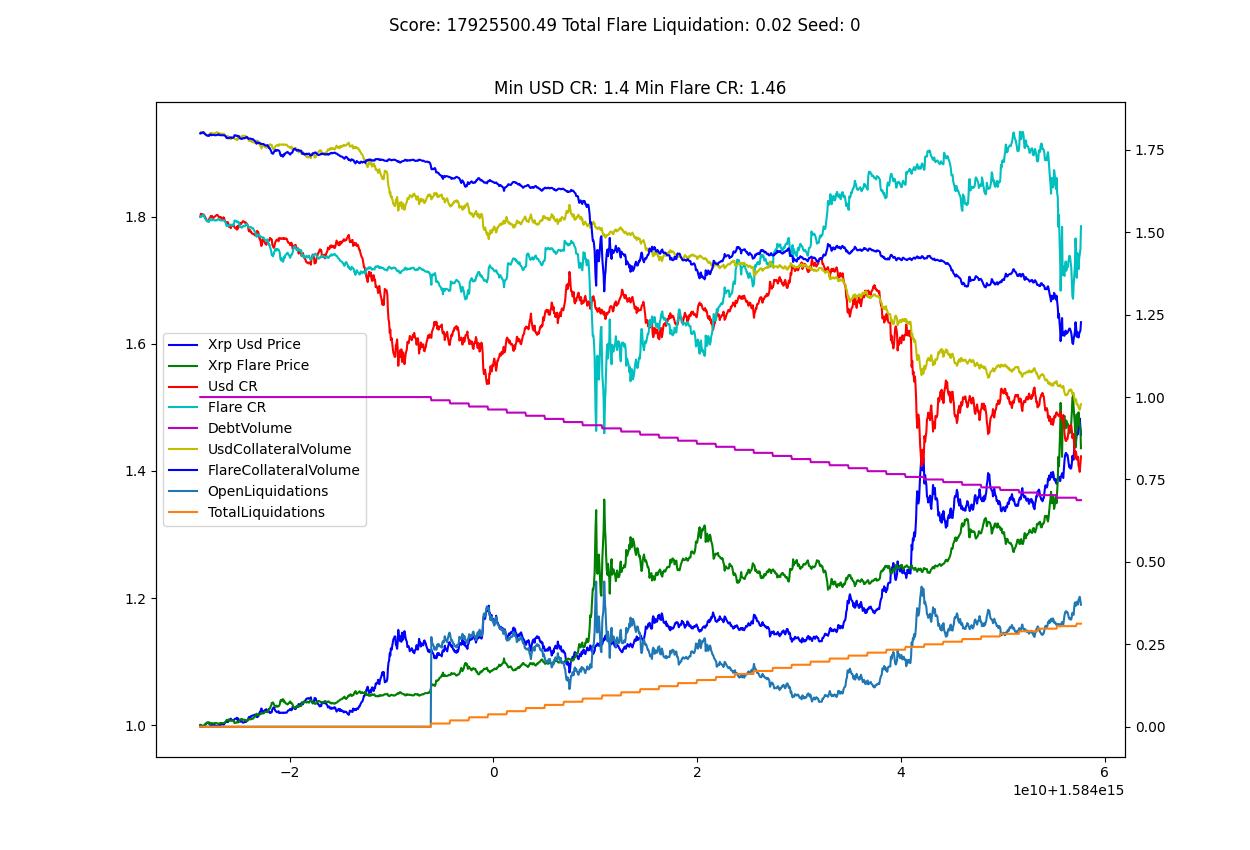 Score: 17925500.49 Total Flare Liquidation: 0.02 Seed: 0
Min USD CR: 1.4 Min Flare CR: 1.46
1.8
1.6
1.4
1.2
1.0
Xrp Usd Price
Xrp Flare Price
Usd CR
Flare CR
DebtVolume
UsdCollateralVolume
FlareCollateralVolume
OpenLiquidations
TotalLiquidations
1.75
1.50
1.25
1.00
0.75
0.50
0.25
0.00
−2 0 2 4 6
1e10+1.584e15